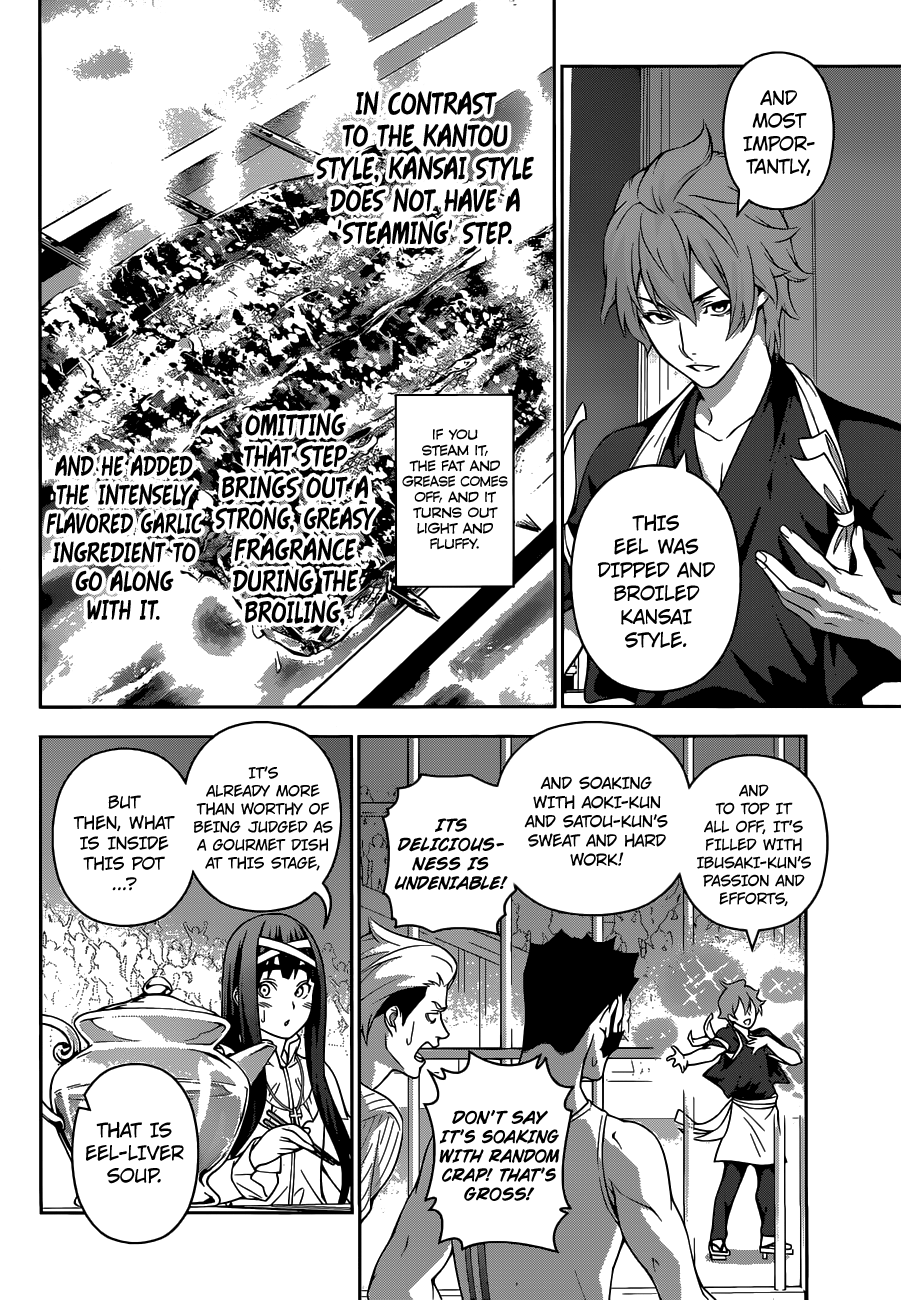 AND
MOST
IMPOR-
TANTLY,
THIS
EEL WAS
DIPPED AND
BROILED
KANSAI
STYLE.
IN CONTRAST
TO THE KANTOU
STYLE, KANSAI STYLE
DOES NOT HAVE A
'STEAMING' STEP.
IF YOU
STEAM IT,
THE FAT AND
GREASE COMES
OFF, AND IT
TURNS OUT
LIGHT AND
FLUFFY.
OMITTING
THAT STEP
BRINGS OUT A
STRONG, GREASY
FRAGRANCE
DURING THE
BROILING,
AND HE ADDED
THE INTENSELY
FLAVORED GARLIC
INGREDIENT TO
GO ALONG
WITH IT.
AND
TO TOP IT
ALL OFF, IT'S
FILLED WITH
IBUSAKI-KUN'S
PASSION AND
EFFORTS,
AND SOAKING
WITH AOKI-KUN
AND SATOU-KUN'S
SWEAT AND HARD
WORK!
ITS
DELICIOUS-
NESS IS
UNDENIABLE!
DON'T SAY
IT'S SOAKING
WITH RANDOM
CRAP! THAT'S
GROSS!
IT'S
ALREADY MORE
THAN WORTHY OF
BEING JUDGED AS
A GOURMET DISH
AT THIS STAGE,
BUT
THEN, WHAT
IS INSIDE
THIS POT
...?
THAT IS
EEL-LIVER
SOUP.